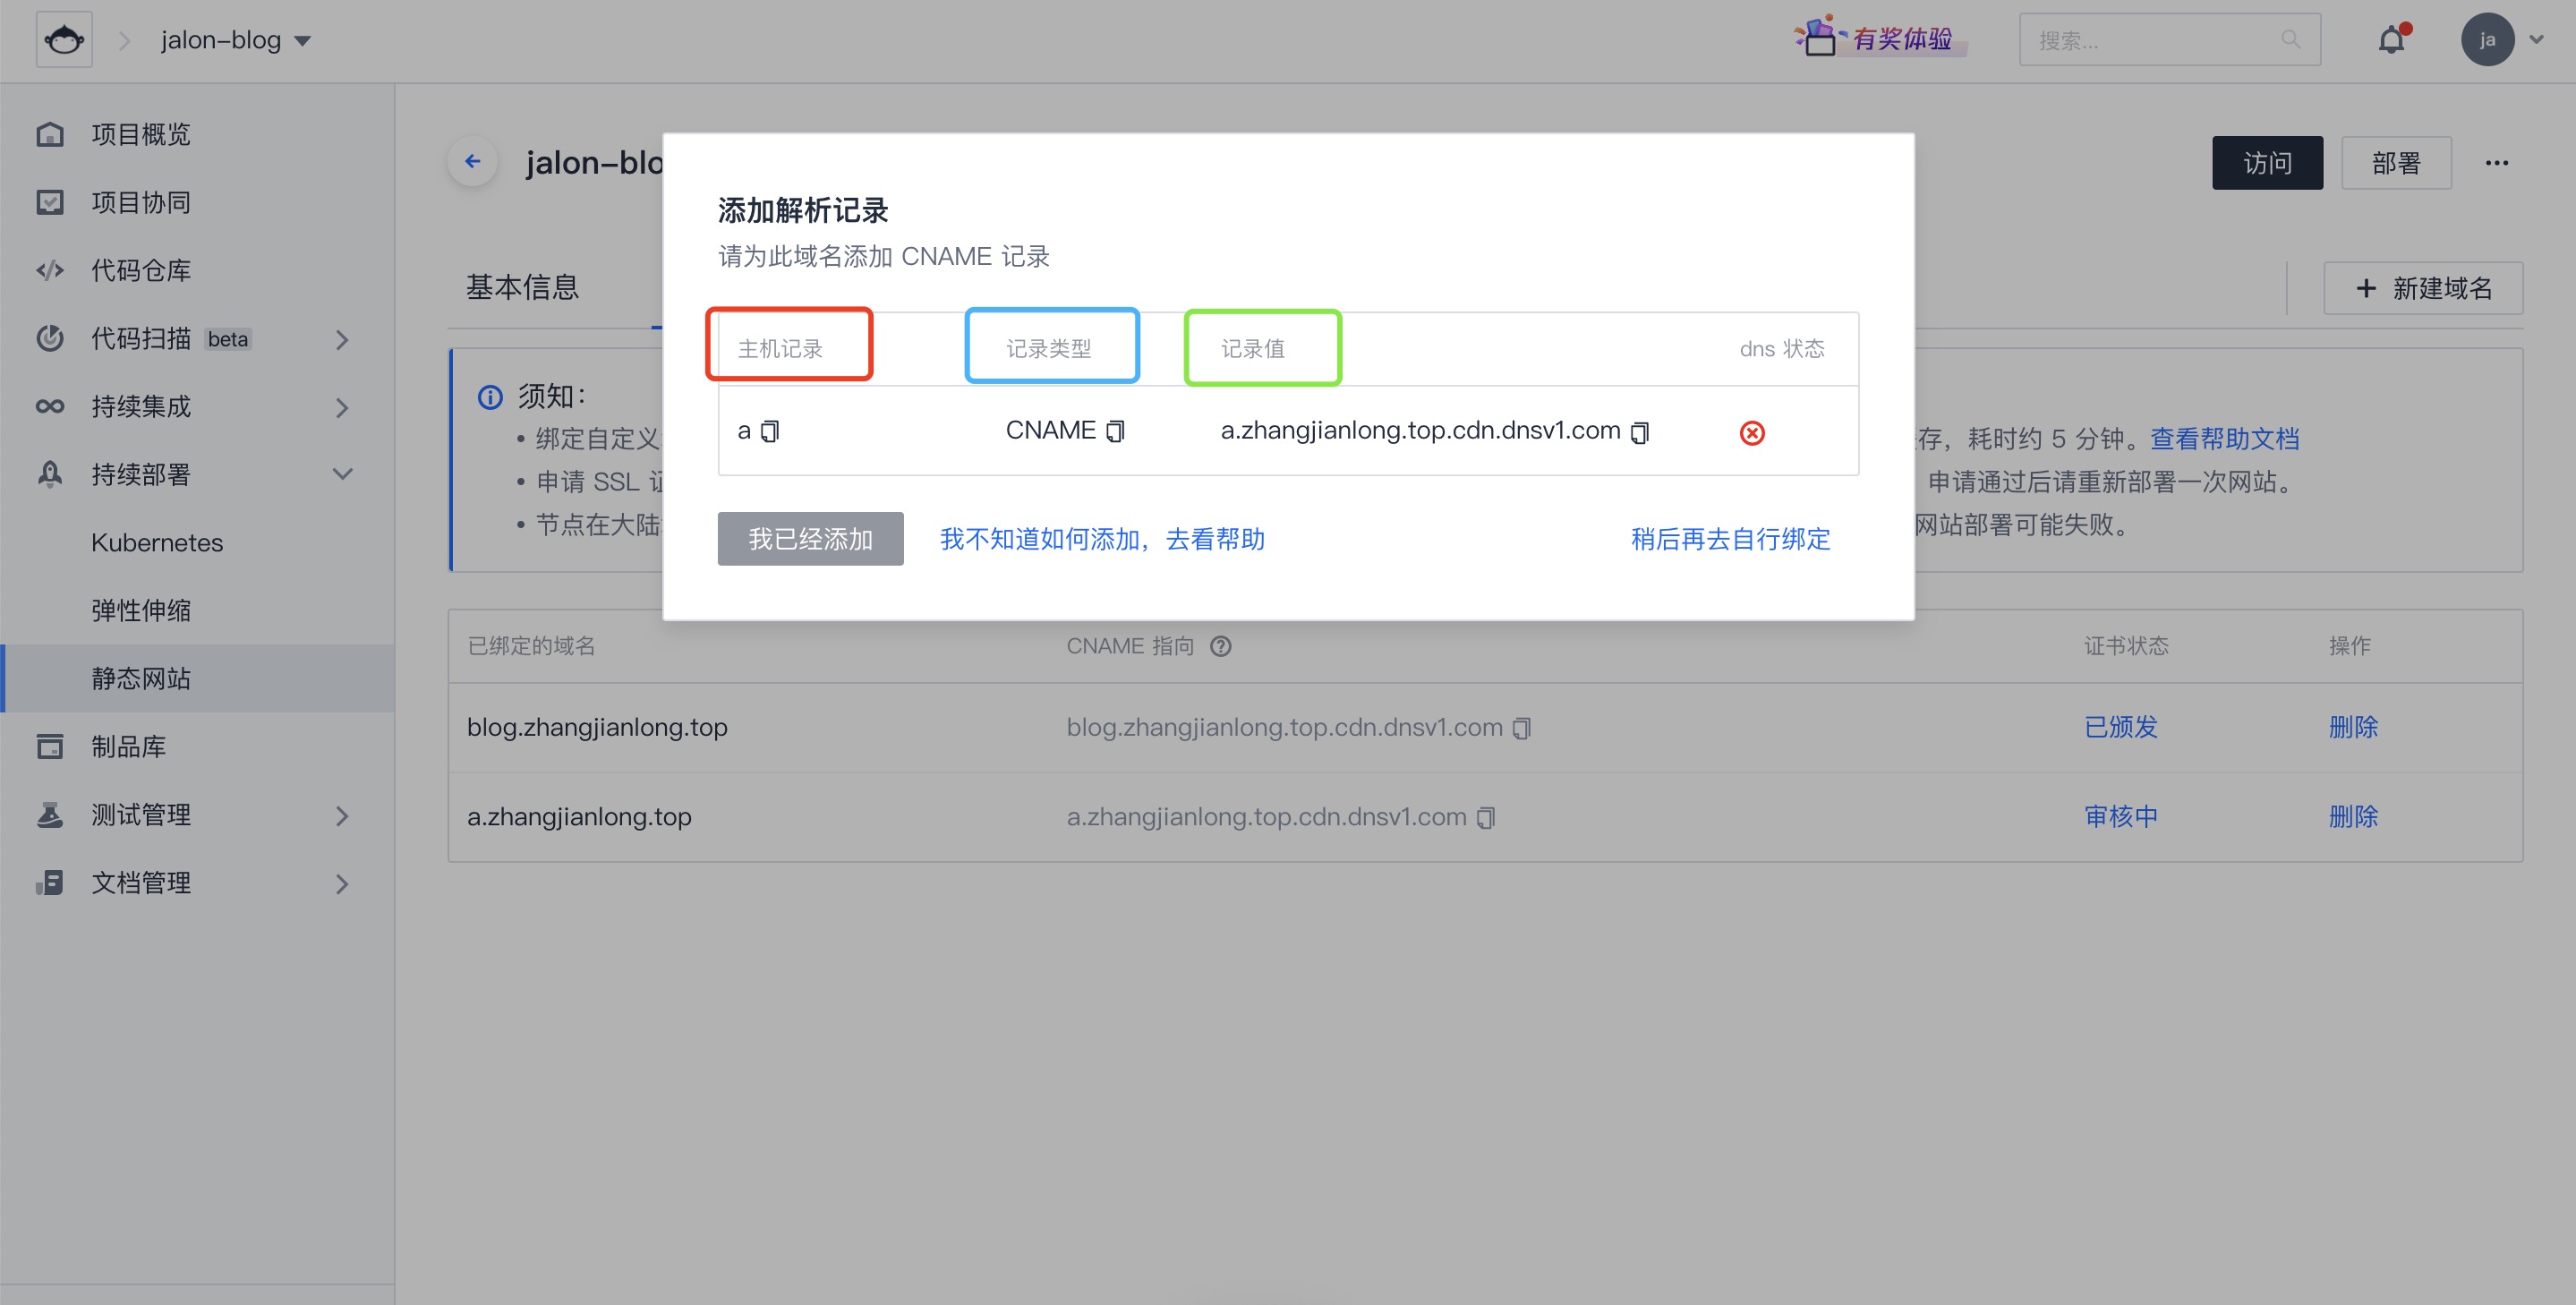 jalon-blog
有奖体验
搜索...
ja
项目概览
项目协同
代码仓库
代码扫描 beta
持续集成
持续部署
Kubernetes
弹性伸缩
静态网站
制品库
测试管理
文档管理
jalon-blo
访问
部署
基本信息
新建域名
添加解析记录
请为此域名添加 CNAME 记录
主机记录 记录类型 记录值 dns 状态
a CNAME a.zhangjianlong.top.cdn.dnsv1.com
我已经添加
我不知道如何添加，去看帮助
稍后再去自行绑定
须知：
• 绑定自定义
存，耗时约 5 分钟。查看帮助文档
• 申请 SSL 证
申请通过后请重新部署一次网站。
• 节点在大陆
网站部署可能失败。
已绑定的域名 CNAME 指向 证书状态 操作
blog.zhangjianlong.top blog.zhangjianlong.top.cdn.dnsv1.com 已颁发 删除
a.zhangjianlong.top a.zhangjianlong.top.cdn.dnsv1.com 审核中 删除